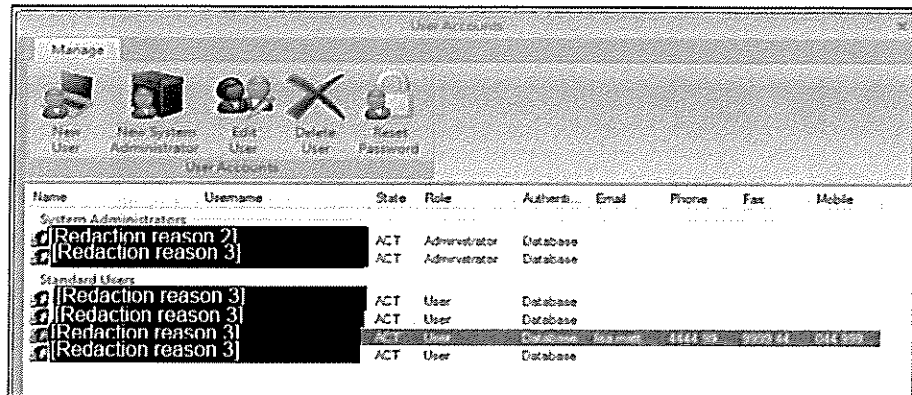 User Accounts
Manage
New User
New System Administrator
Edit User
Delete User
Reset Password
User Accounts
Name Username State Role Authenti... Email Phone Fax Mobile
System Administrators
[Redaction reason 2] ACT Administrator Database
[Redaction reason 3] ACT Administrator Database
Standard Users
[Redaction reason 3] ACT User Database
[Redaction reason 3] ACT User Database
[Redaction reason 3] ACT User Database
[Redaction reason 3] ACT User Database